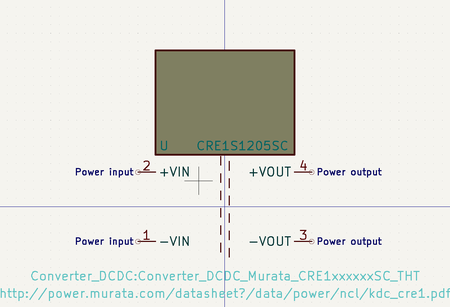 U CRE1S1205SC
Power input 2 +VIN +VOUT 4 Power output
Power input 1 -VIN -VOUT 3 Power output
Converter_DCDC:Converter_DCDC_Murata_CRE1xxxxxxSC_THT
http://power.murata.com/datasheet?/data/power/ncl/kdc_cre1.pdf